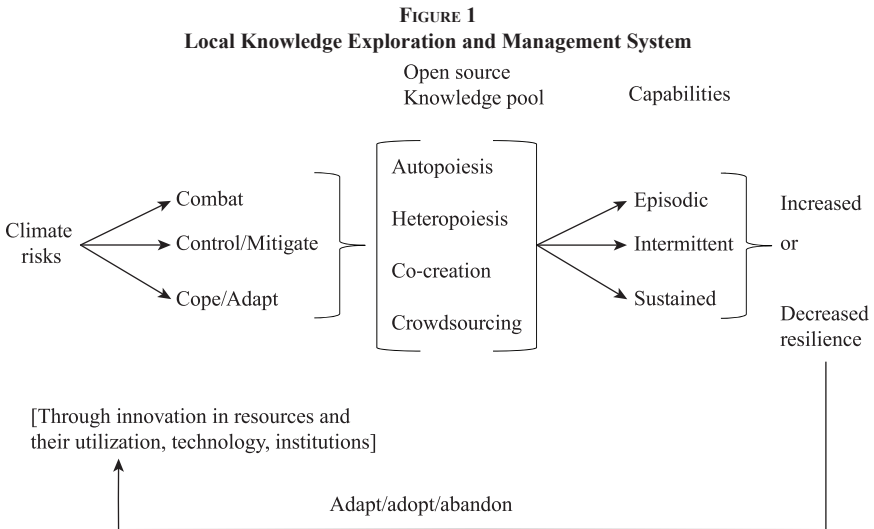 FIGURE 1
Local Knowledge Exploration and Management System
Open source
Knowledge pool
Capabilities
Climate
risks
Combat
Control/Mitigate
Cope/Adapt
Autopoiesis
Heteropoiesis
Co-creation
Crowdsourcing
Episodic
Intermittent
Sustained
Increased
or
Decreased
resilience
[Through innovation in resources and
their utilization, technology, institutions]
Adapt/adopt/abandon